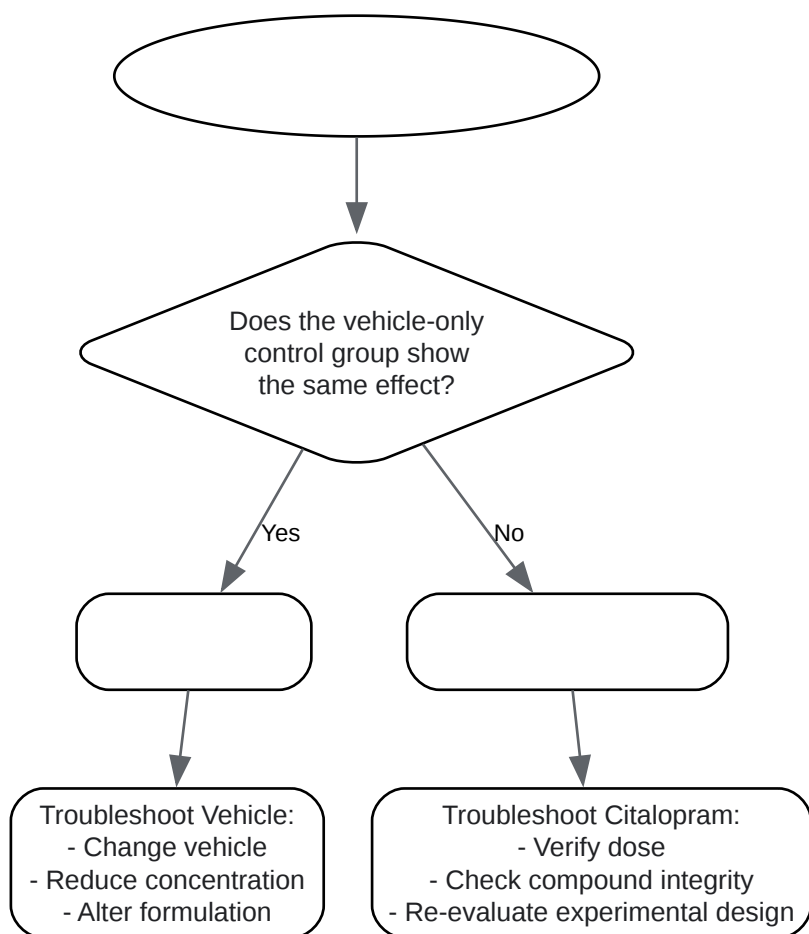 Does the vehicle-only
control group show
the same effect?
Yes
No
Troubleshoot Vehicle:
- Change vehicle
- Reduce concentration
- Alter formulation
Troubleshoot Citalopram:
- Verify dose
- Check compound integrity
- Re-evaluate experimental design